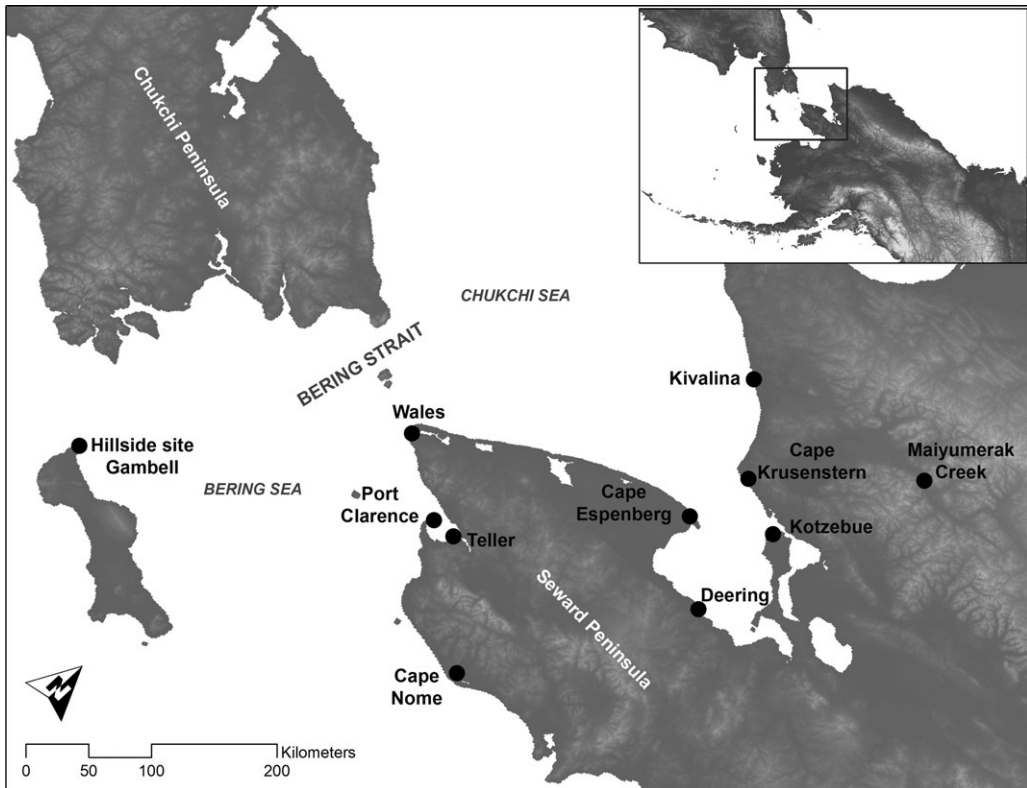 Chukchi Peninsula
CHUKCHI SEA
BERING STRAIT
Kivalina
Wales
Hillside site
Gambell
Cape
Krusenstern
Maiyumerak
Creek
BERING SEA
Port
Clarence
Cape
Espenberg
Kotzebue
Teller
Deering
Seward Peninsula
Cape
Nome
N
Kilometers
0 50 100 200